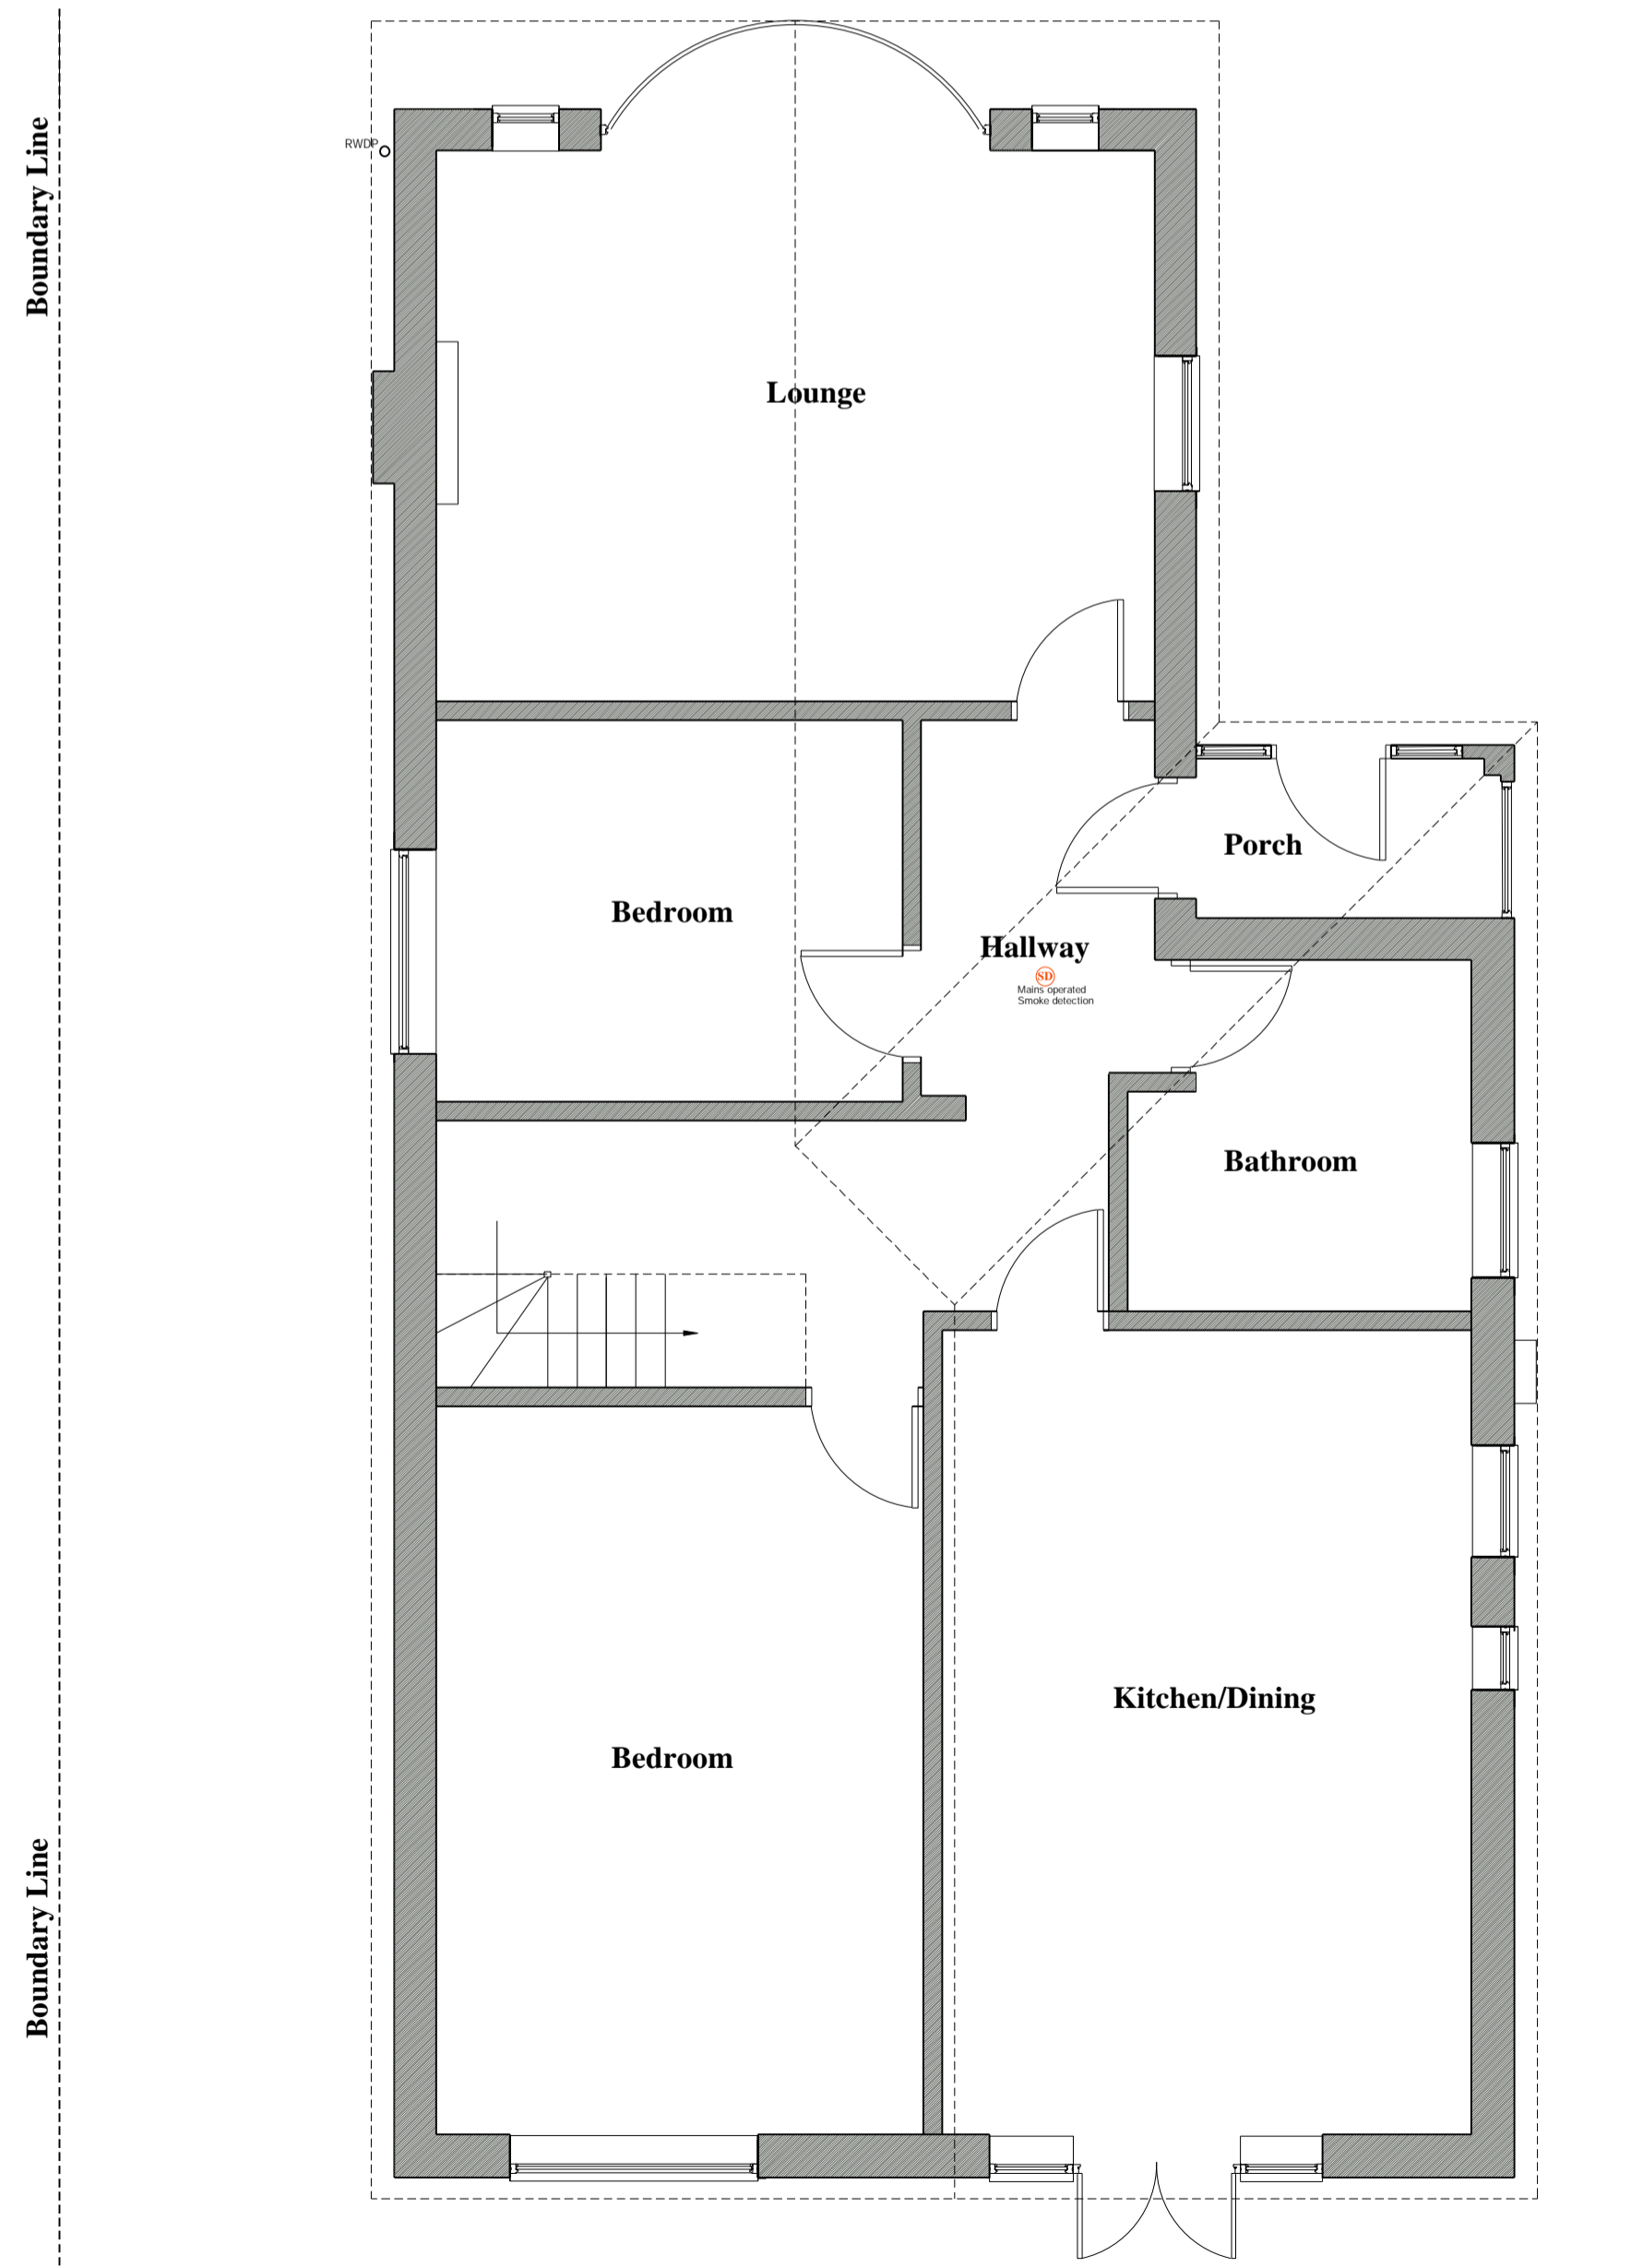 Boundary Line
RWDP
Lounge
Porch
Bedroom
Hallway
SD
Mains operated
Smoke detection
Bathroom
Kitchen/Dining
Bedroom
Boundary Line